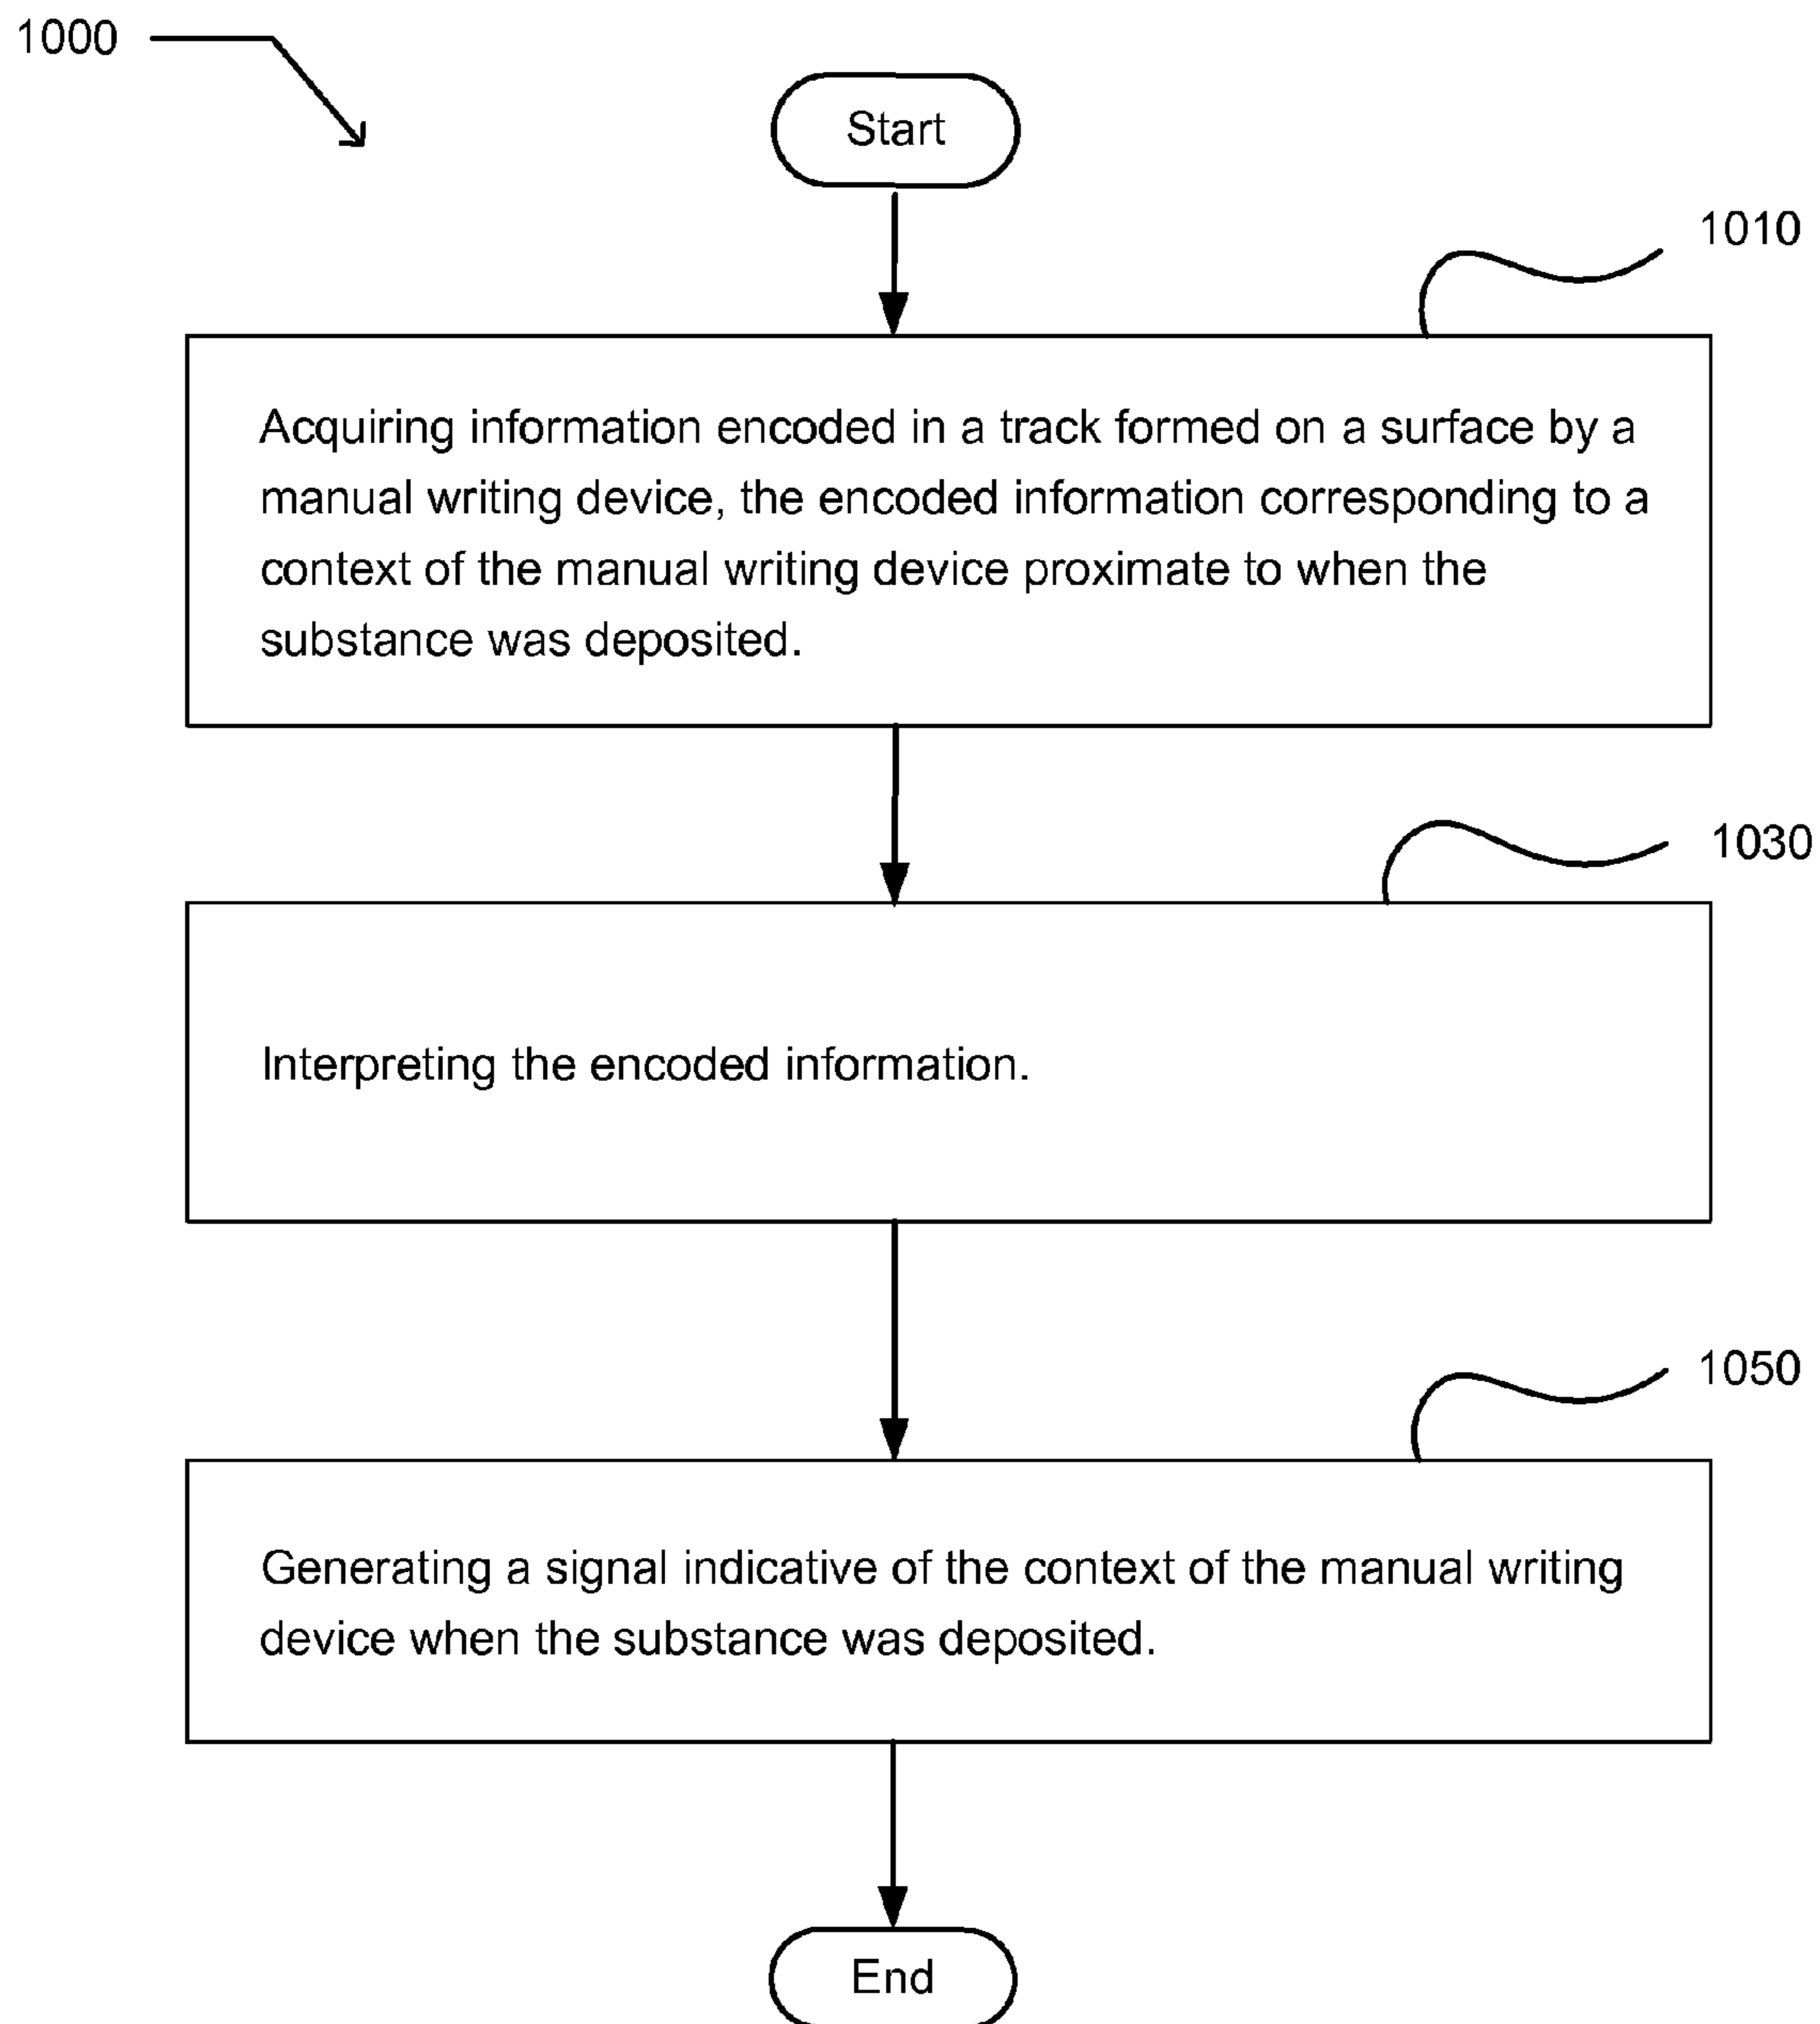 1000
Start
1010
Acquiring information encoded in a track formed on a surface by a
manual writing device, the encoded information corresponding to a
context of the manual writing device proximate to when the
substance was deposited.
1030
Interpreting the encoded information.
1050
Generating a signal indicative of the context of the manual writing
device when the substance was deposited.
End